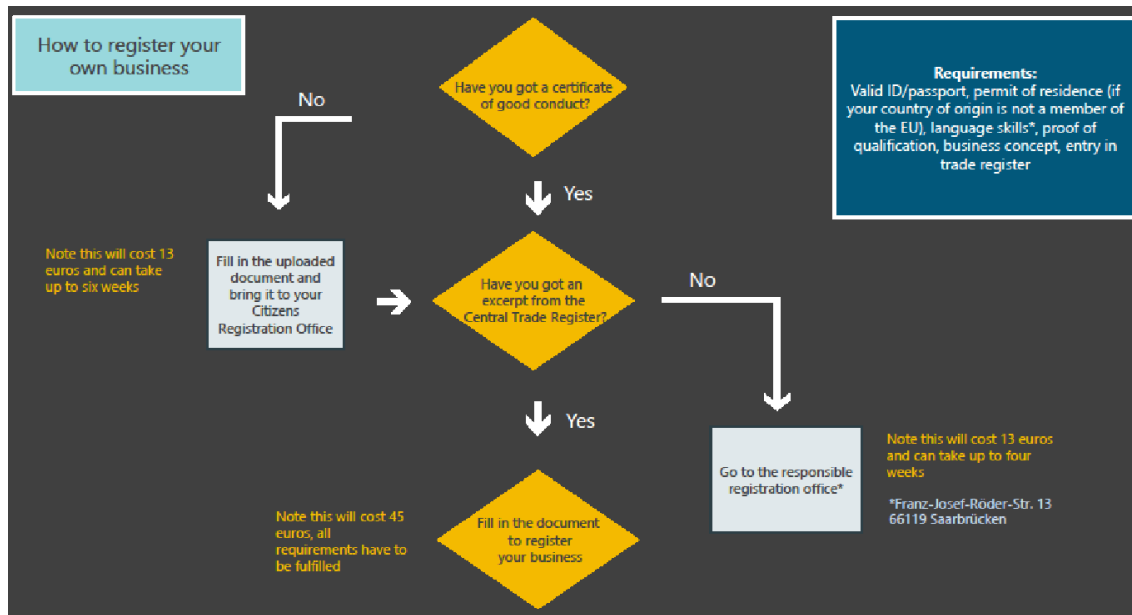 How to register your
own business
Have you got a certificate
of good conduct?
Requirements:
Valid ID/passport, permit of residence (if
your country of origin is not a member of
the EU), language skills*, proof of
qualification, business concept, entry in
trade register
No
Yes
Note this will cost 13
euros and can take
up to six weeks
Fill in the uploaded
document and
bring it to your
Citizens
Registration Office
Have you got an
excerpt from the
Central Trade Register?
No
Yes
Go to the responsible
registration office*
Note this will cost 13 euros
and can take up to four
weeks
*Franz-Josef-Röder-Str. 13
66119 Saarbrücken
Note this will cost 45
euros, all
requirements have to
be fulfilled
Fill in the document
to register
your business